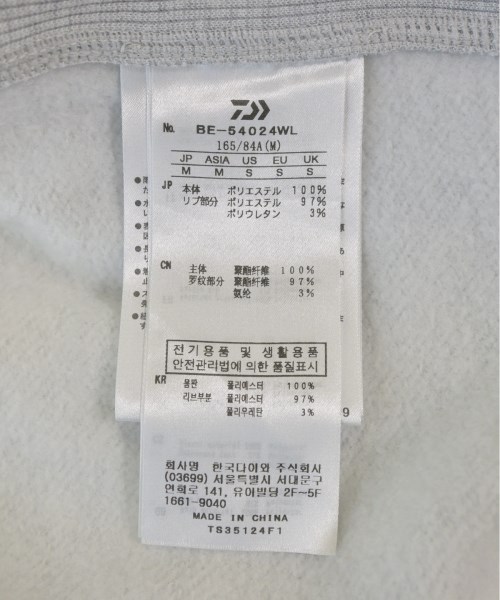 No. BE-54024WL
165/84A(M)
JP ASIA US EU UK
M M S S S
JP 本体 ポリエステル 100%
リブ部分 ポリエステル 97%
ポリウレタン 3%
CN 主体 聚酯纤维 100%
罗纹部分 聚酯纤维 97%
氨纶 3%
전기용품 및 생활용품
안전관리법에 의한 품질표시
KR 몸판 폴리에스터 100%
리브부분 폴리에스터 97%
폴리우레탄 3%
9
회사명 한국다이와 주식회사
(03699) 서울특별시 서대문구
연희로 141, 유아빌딩 2F~5F
1661-9040
MADE IN CHINA
TS35124F1